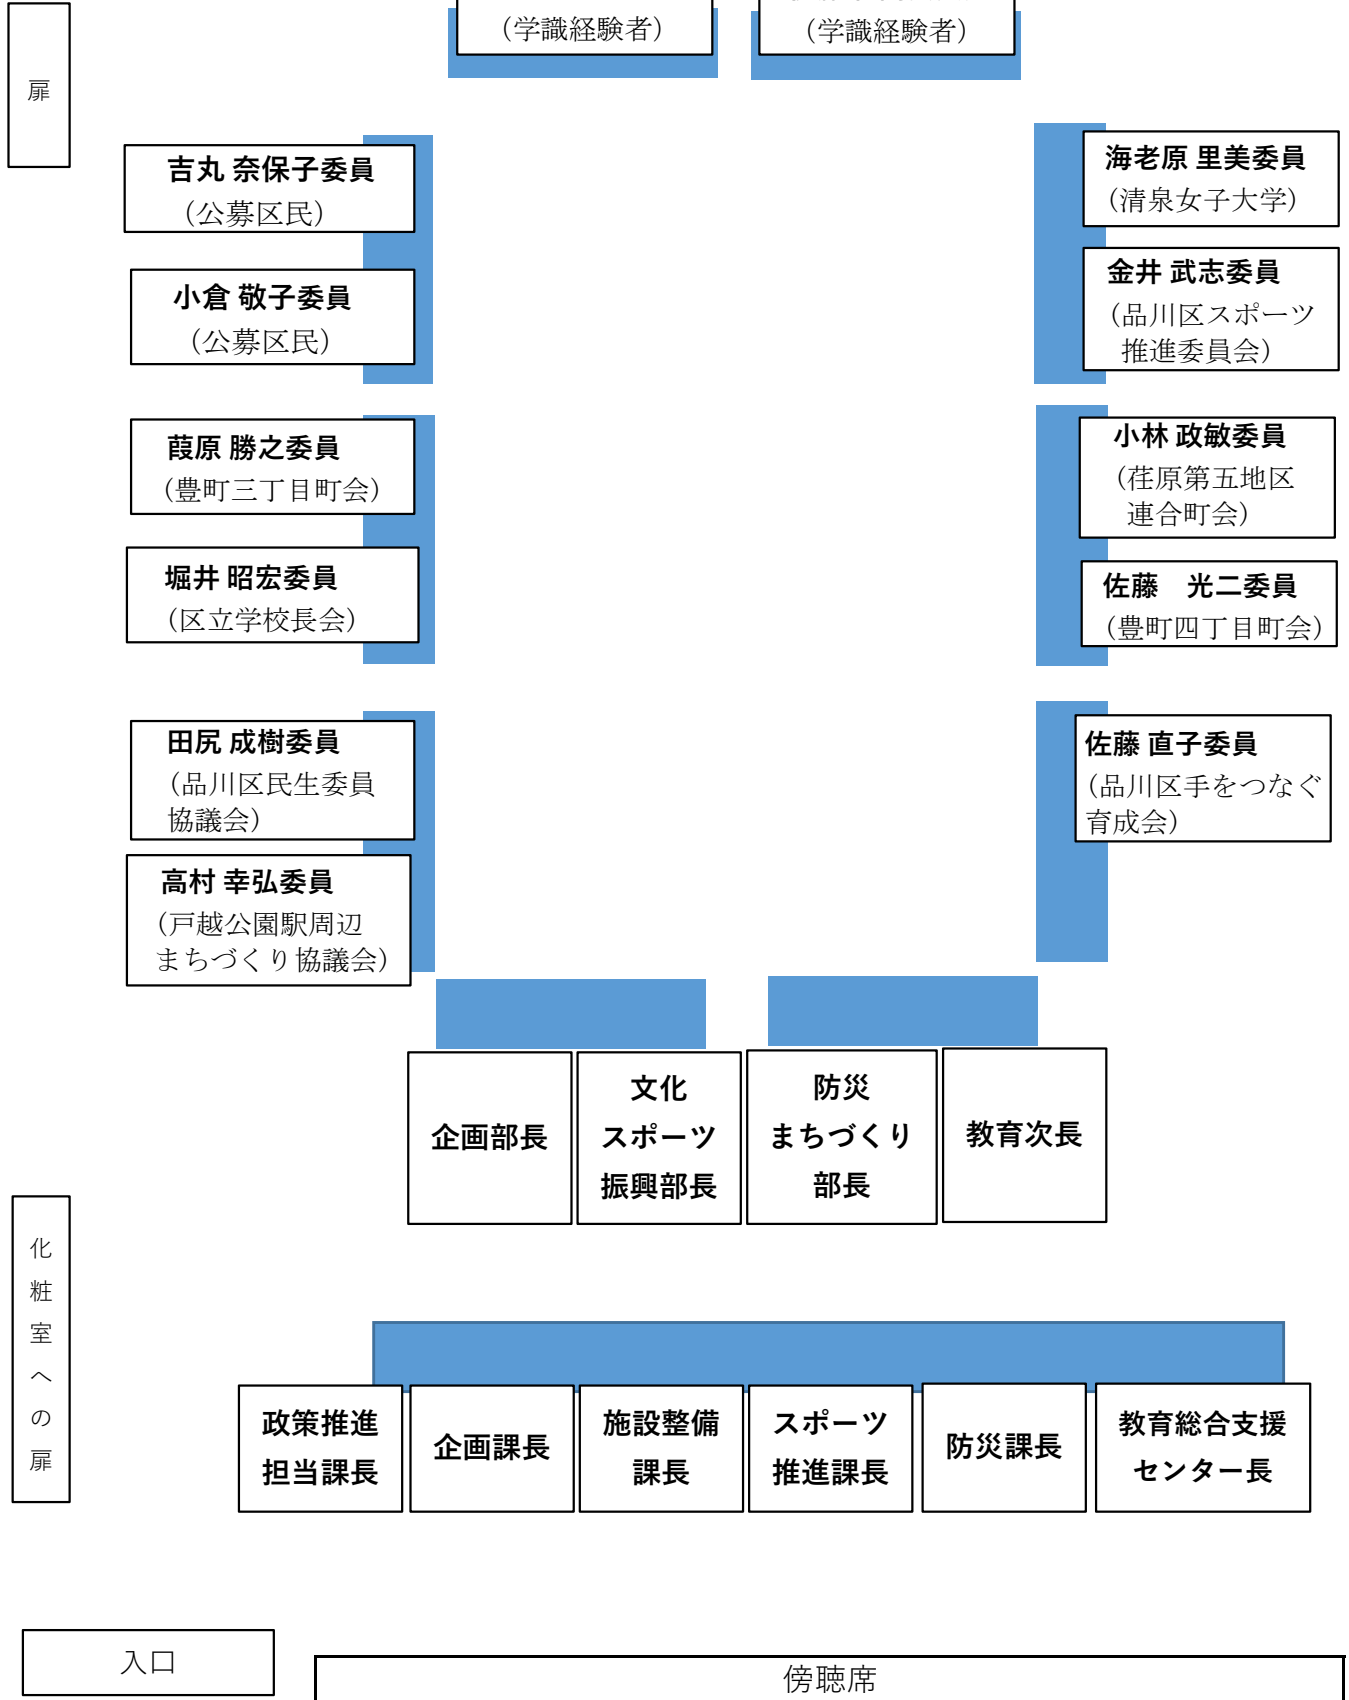 （学識経験者）
（学識経験者）
扉
吉丸 奈保子委員
（公募区民）
小倉 敬子委員
（公募区民）
葭原 勝之委員
（豊町三丁目町会）
堀井 昭宏委員
（区立学校長会）
田尻 成樹委員
（品川区民生委員
協議会）
高村 幸弘委員
（戸越公園駅周辺
まちづくり協議会）
海老原 里美委員
（清泉女子大学）
金井 武志委員
（品川区スポーツ
推進委員会）
小林 政敏委員
（荏原第五地区
連合町会）
佐藤　光二委員
（豊町四丁目町会）
佐藤 直子委員
（品川区手をつなぐ
育成会）
企画部長
文化
スポーツ
振興部長
防災
まちづくり
部長
教育次長
化粧室への扉
政策推進
担当課長
企画課長
施設整備
課長
スポーツ
推進課長
防災課長
教育総合支援
センター長
入口
傍聴席